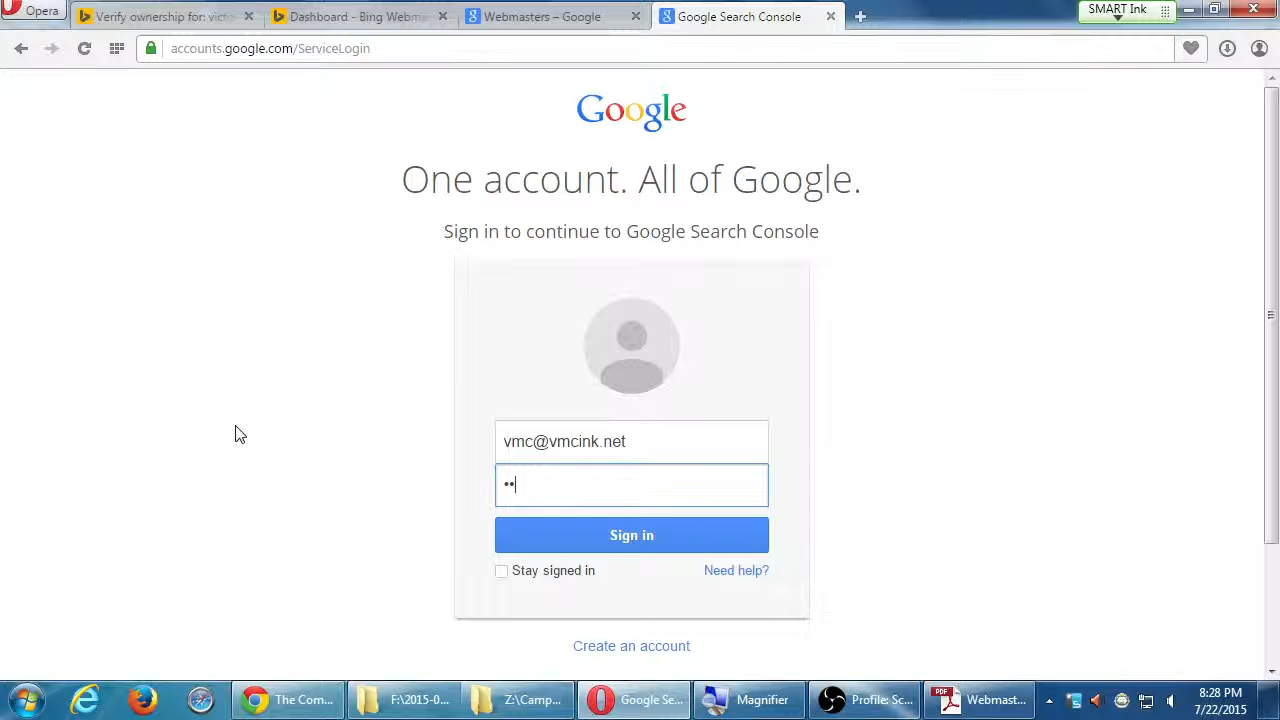 Opera
Verify ownership for: victo
Dashboard - Bing Webma
Webmasters – Google
Google Search Console
SMART Ink
accounts.google.com/ServiceLogin
Google
One account. All of Google.
Sign in to continue to Google Search Console
vmc@vmcink.net
••
Sign in
Stay signed in
Need help?
Create an account
The Com...
F:\2015-0...
Z:\Camp...
Google Se...
Magnifier
Profile: Sc...
PDF
Webmast...
8:28 PM
7/22/2015